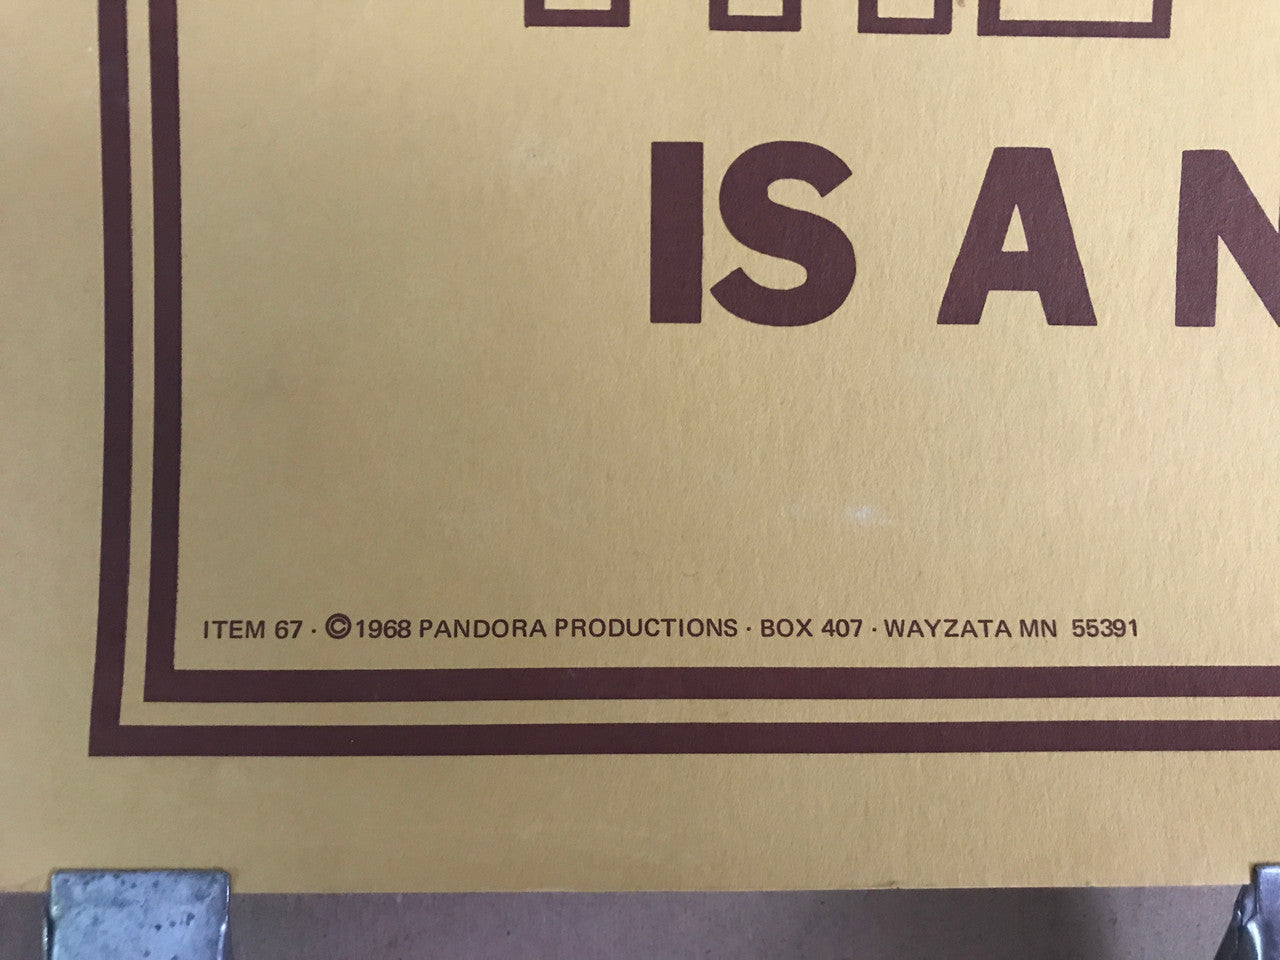 IS A
ITEM 67 · ©1968 PANDORA PRODUCTIONS · BOX 407 · WAYZATA MN 55391